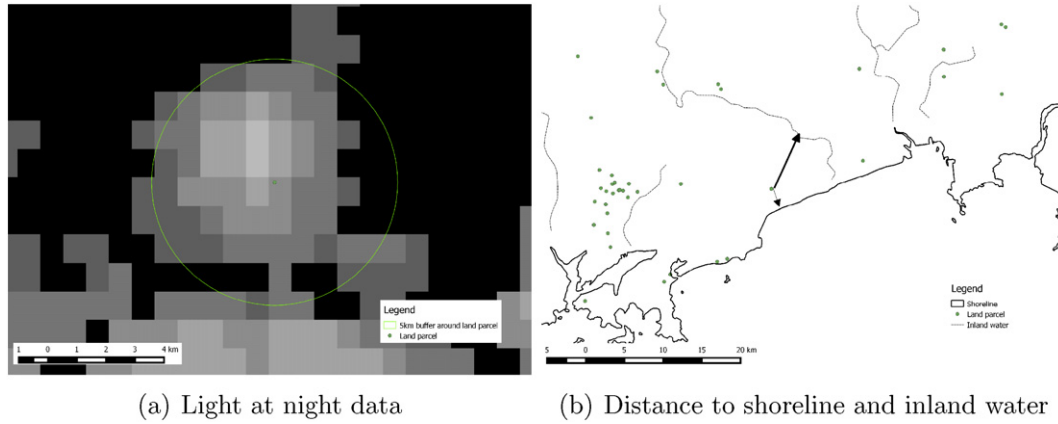 Legend
5km buffer around land parcel
Land parcel
1 0 1 2 3 4 km
Legend
Shoreline
Land parcel
Inland water
5 0 5 10 15 20 km
(a) Light at night data
(b) Distance to shoreline and inland water